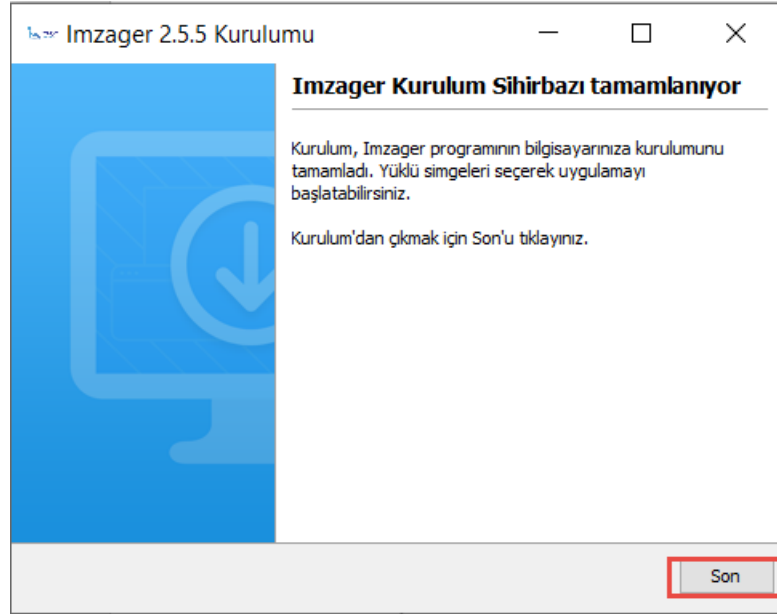 Imzager 2.5.5 Kurulumu
Imzager Kurulum Sihirbazı tamamlanıyor
Kurulum, Imzager programının bilgisayarınıza kurulumunu
tamamladı. Yüklü simgeleri seçerek uygulamayı
başlatabilirsiniz.
Kurulum'dan çıkmak için Son'u tıklayınız.
Son